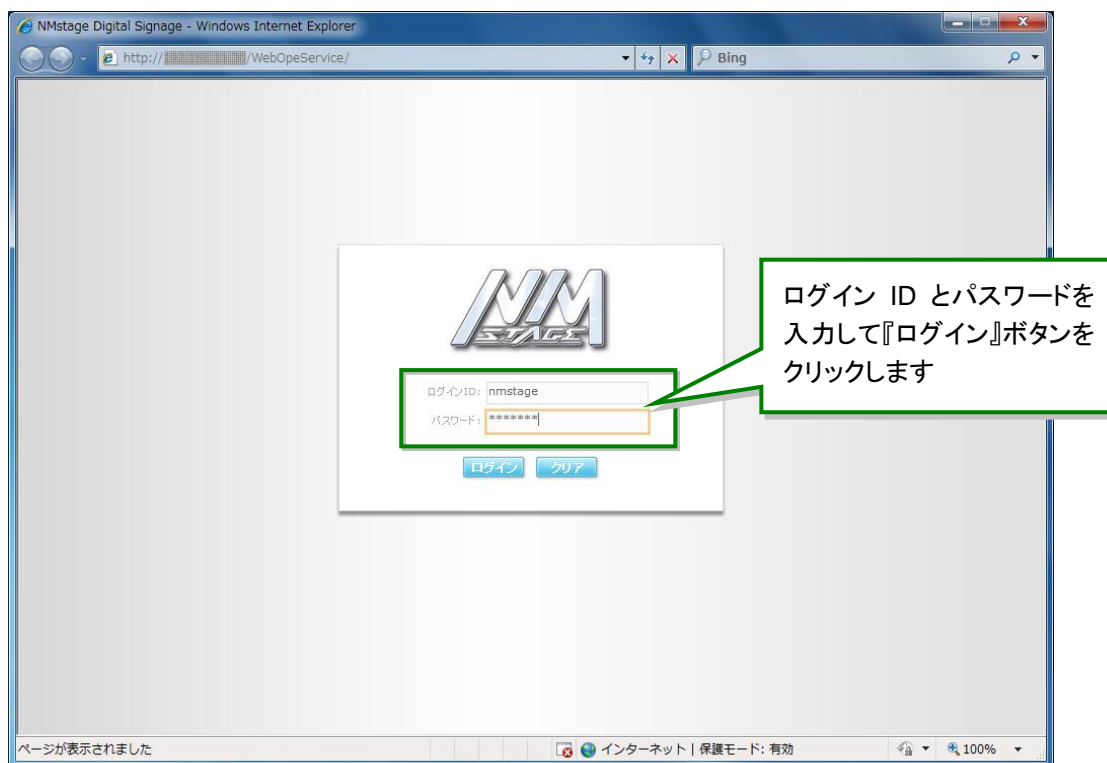 NMstage Digital Signage - Windows Internet Explorer
http:// /WebOpeService/
Bing
NM
STAGE
ログイン ID とパスワードを
入力して『ログイン』ボタンを
クリックします
ログインID: nmstage
パスワード: *******
ログイン クリア
ページが表示されました
インターネット | 保護モード: 有効
100%